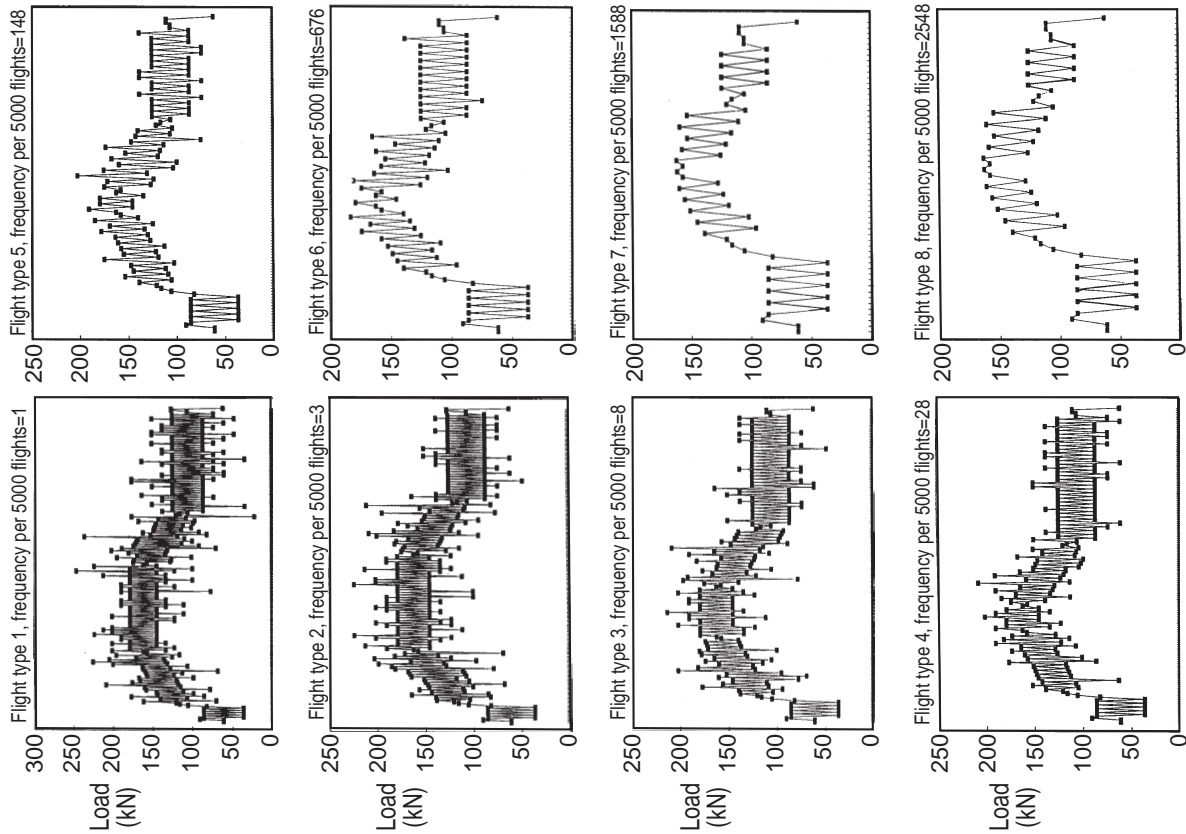 Flight type 1, frequency per 5000 flights=1
300
250
200
150
100
50
0
Load
(kN)
Flight type 5, frequency per 5000 flights=148
250
200
150
100
50
0
Flight type 2, frequency per 5000 flights=3
250
200
150
100
50
0
Load
(kN)
Flight type 6, frequency per 5000 flights=676
250
200
150
100
50
0
Flight type 3, frequency per 5000 flights=8
250
200
150
100
50
0
Load
(kN)
Flight type 7, frequency per 5000 flights=1588
200
150
100
50
0
Flight type 4, frequency per 5000 flights=28
250
200
150
100
50
0
Load
(kN)
Flight type 8, frequency per 5000 flights=2548
200
150
100
50
0